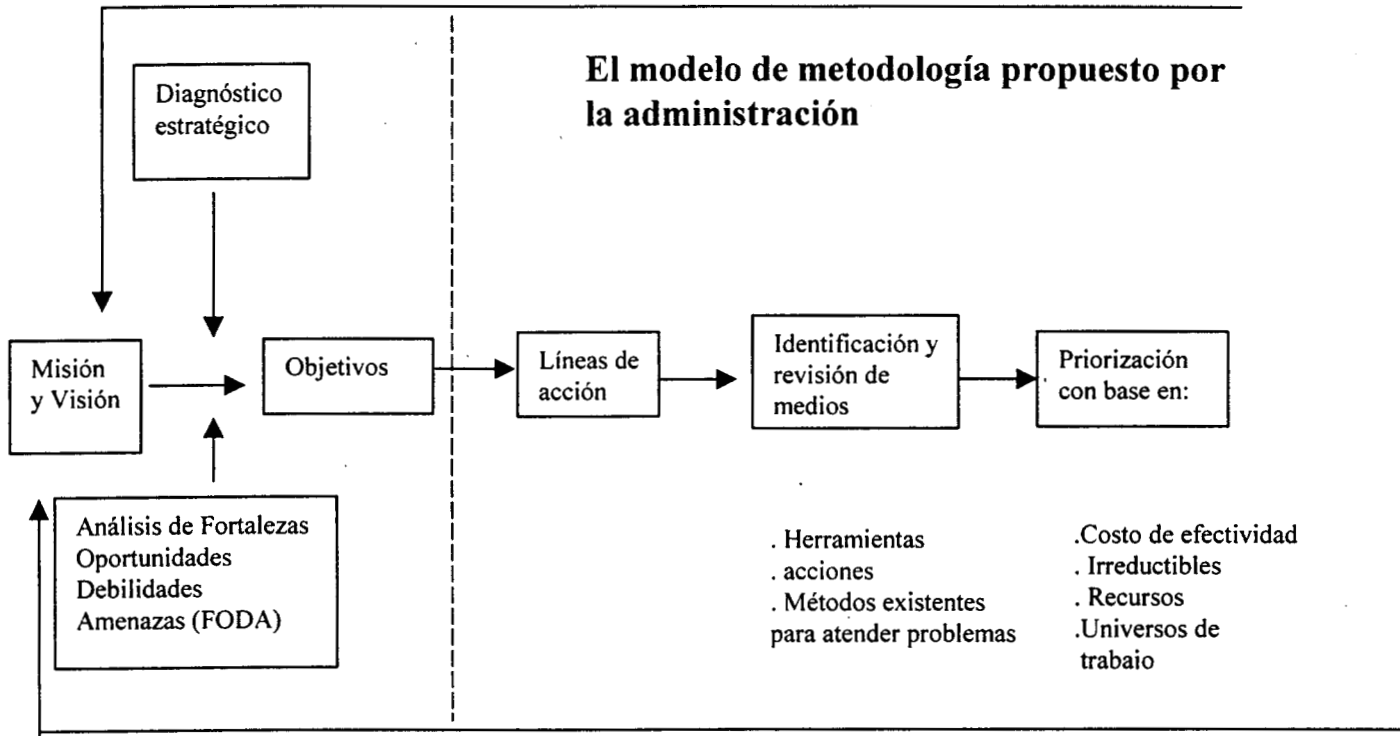 El modelo de metodología propuesto por
la administración
Diagnóstico
estratégico
Misión
y Visión
Objetivos
Líneas de
acción
Identificación y
revisión de
medios
Priorización
con base en:
Análisis de Fortalezas
Oportunidades
Debilidades
Amenazas (FODA)
. Herramientas
. acciones
. Métodos existentes
para atender problemas
.Costo de efectividad
. Irreductibles
. Recursos
.Universos de
trabajo